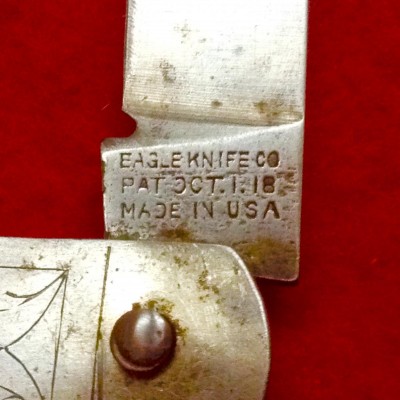 EAGLE KNIFE CO
PAT OCT. 1. 18
MADE IN USA